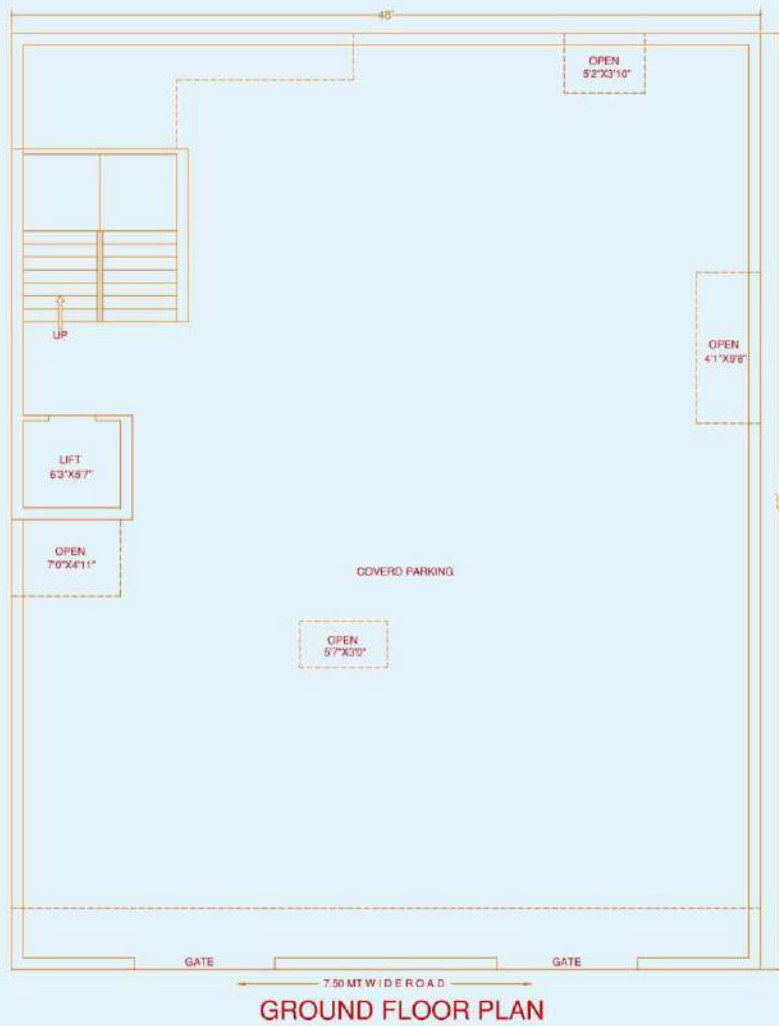 48'
OPEN
5'2"X3'10"
UP
OPEN
4'1"X9'8"
LIFT
6'3"X5'7"
OPEN
7'0"X4'11"
COVERD PARKING
OPEN
5'7"X3'0"
GATE
GATE
7.50 MT WIDE ROAD
GROUND FLOOR PLAN